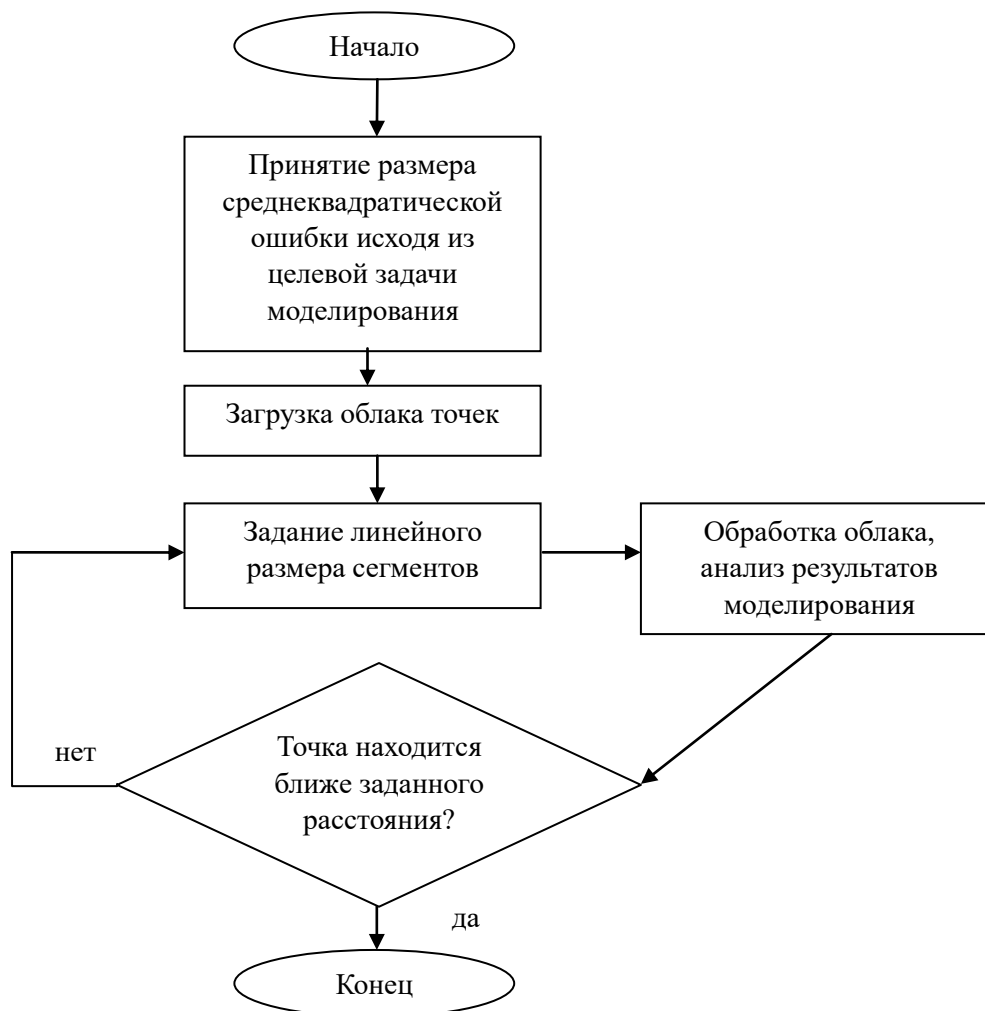 Начало
Принятие размера
среднеквадратической
ошибки исходя из
целевой задачи
моделирования
Загрузка облака точек
Задание линейного
размера сегментов
Обработка облака,
анализ результатов
моделирования
нет
Точка находится
ближе заданного
расстояния?
да
Конец